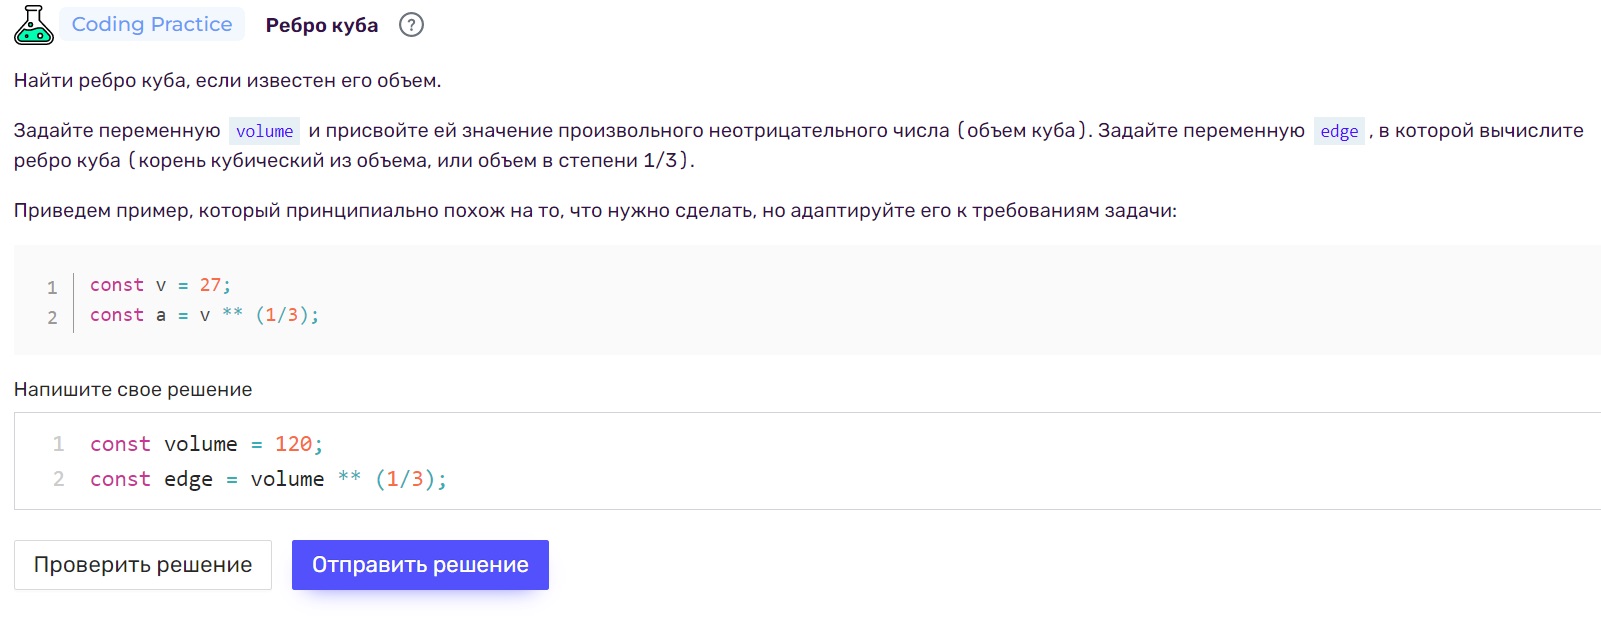 Coding Practice Ребро куба ?
Найти ребро куба, если известен его объем.
Задайте переменную volume и присвойте ей значение произвольного неотрицательного числа (объем куба). Задайте переменную edge , в которой вычислите
ребро куба (корень кубический из объема, или объем в степени 1/3).
Приведем пример, который принципиально похож на то, что нужно сделать, но адаптируйте его к требованиям задачи:
1 const v = 27;
2 const a = v ** (1/3);
Напишите свое решение
1 const volume = 120;
2 const edge = volume ** (1/3);
Проверить решение Отправить решение